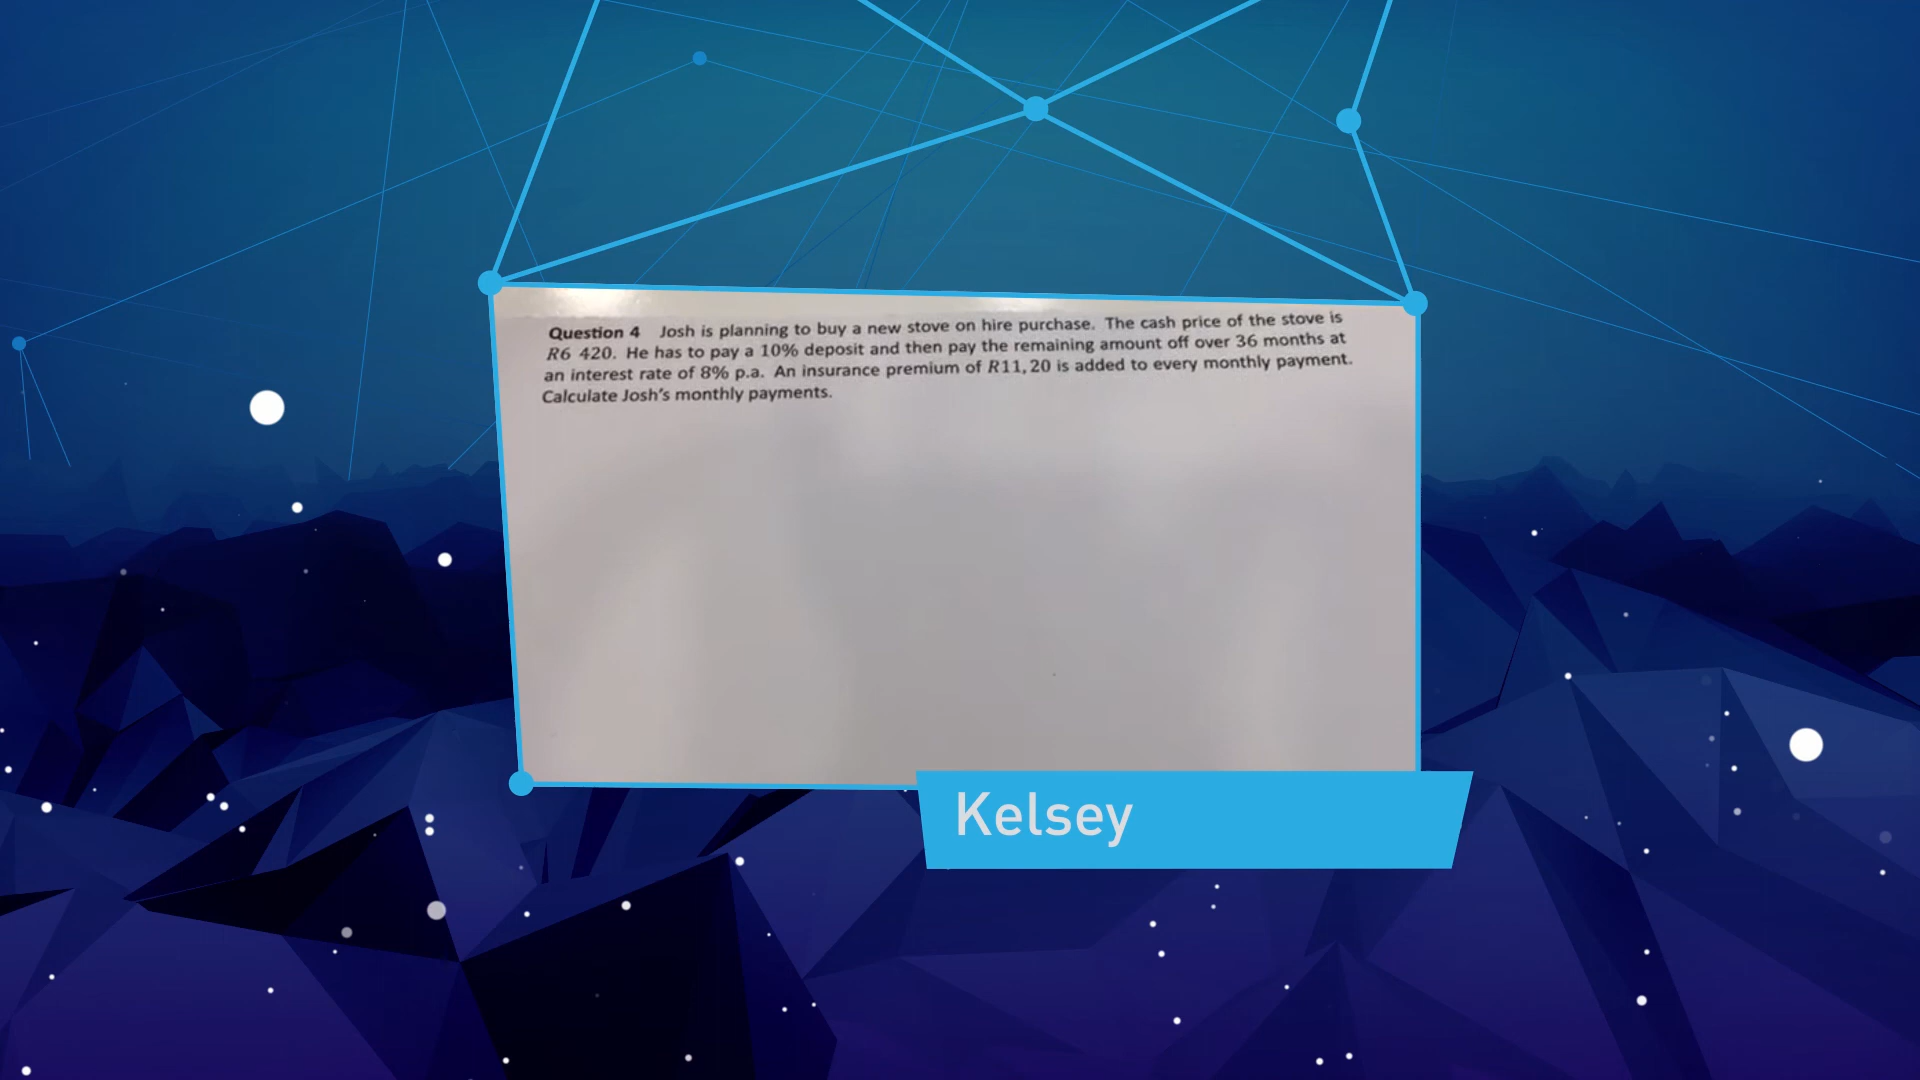 Question 4 Josh is planning to buy a new stove on hire purchase. The cash price of the stove is
R6 420. He has to pay a 10% deposit and then pay the remaining amount off over 36 months at
an interest rate of 8% p.a. An insurance premium of R11,20 is added to every monthly payment.
Calculate Josh's monthly payments.
Kelsey